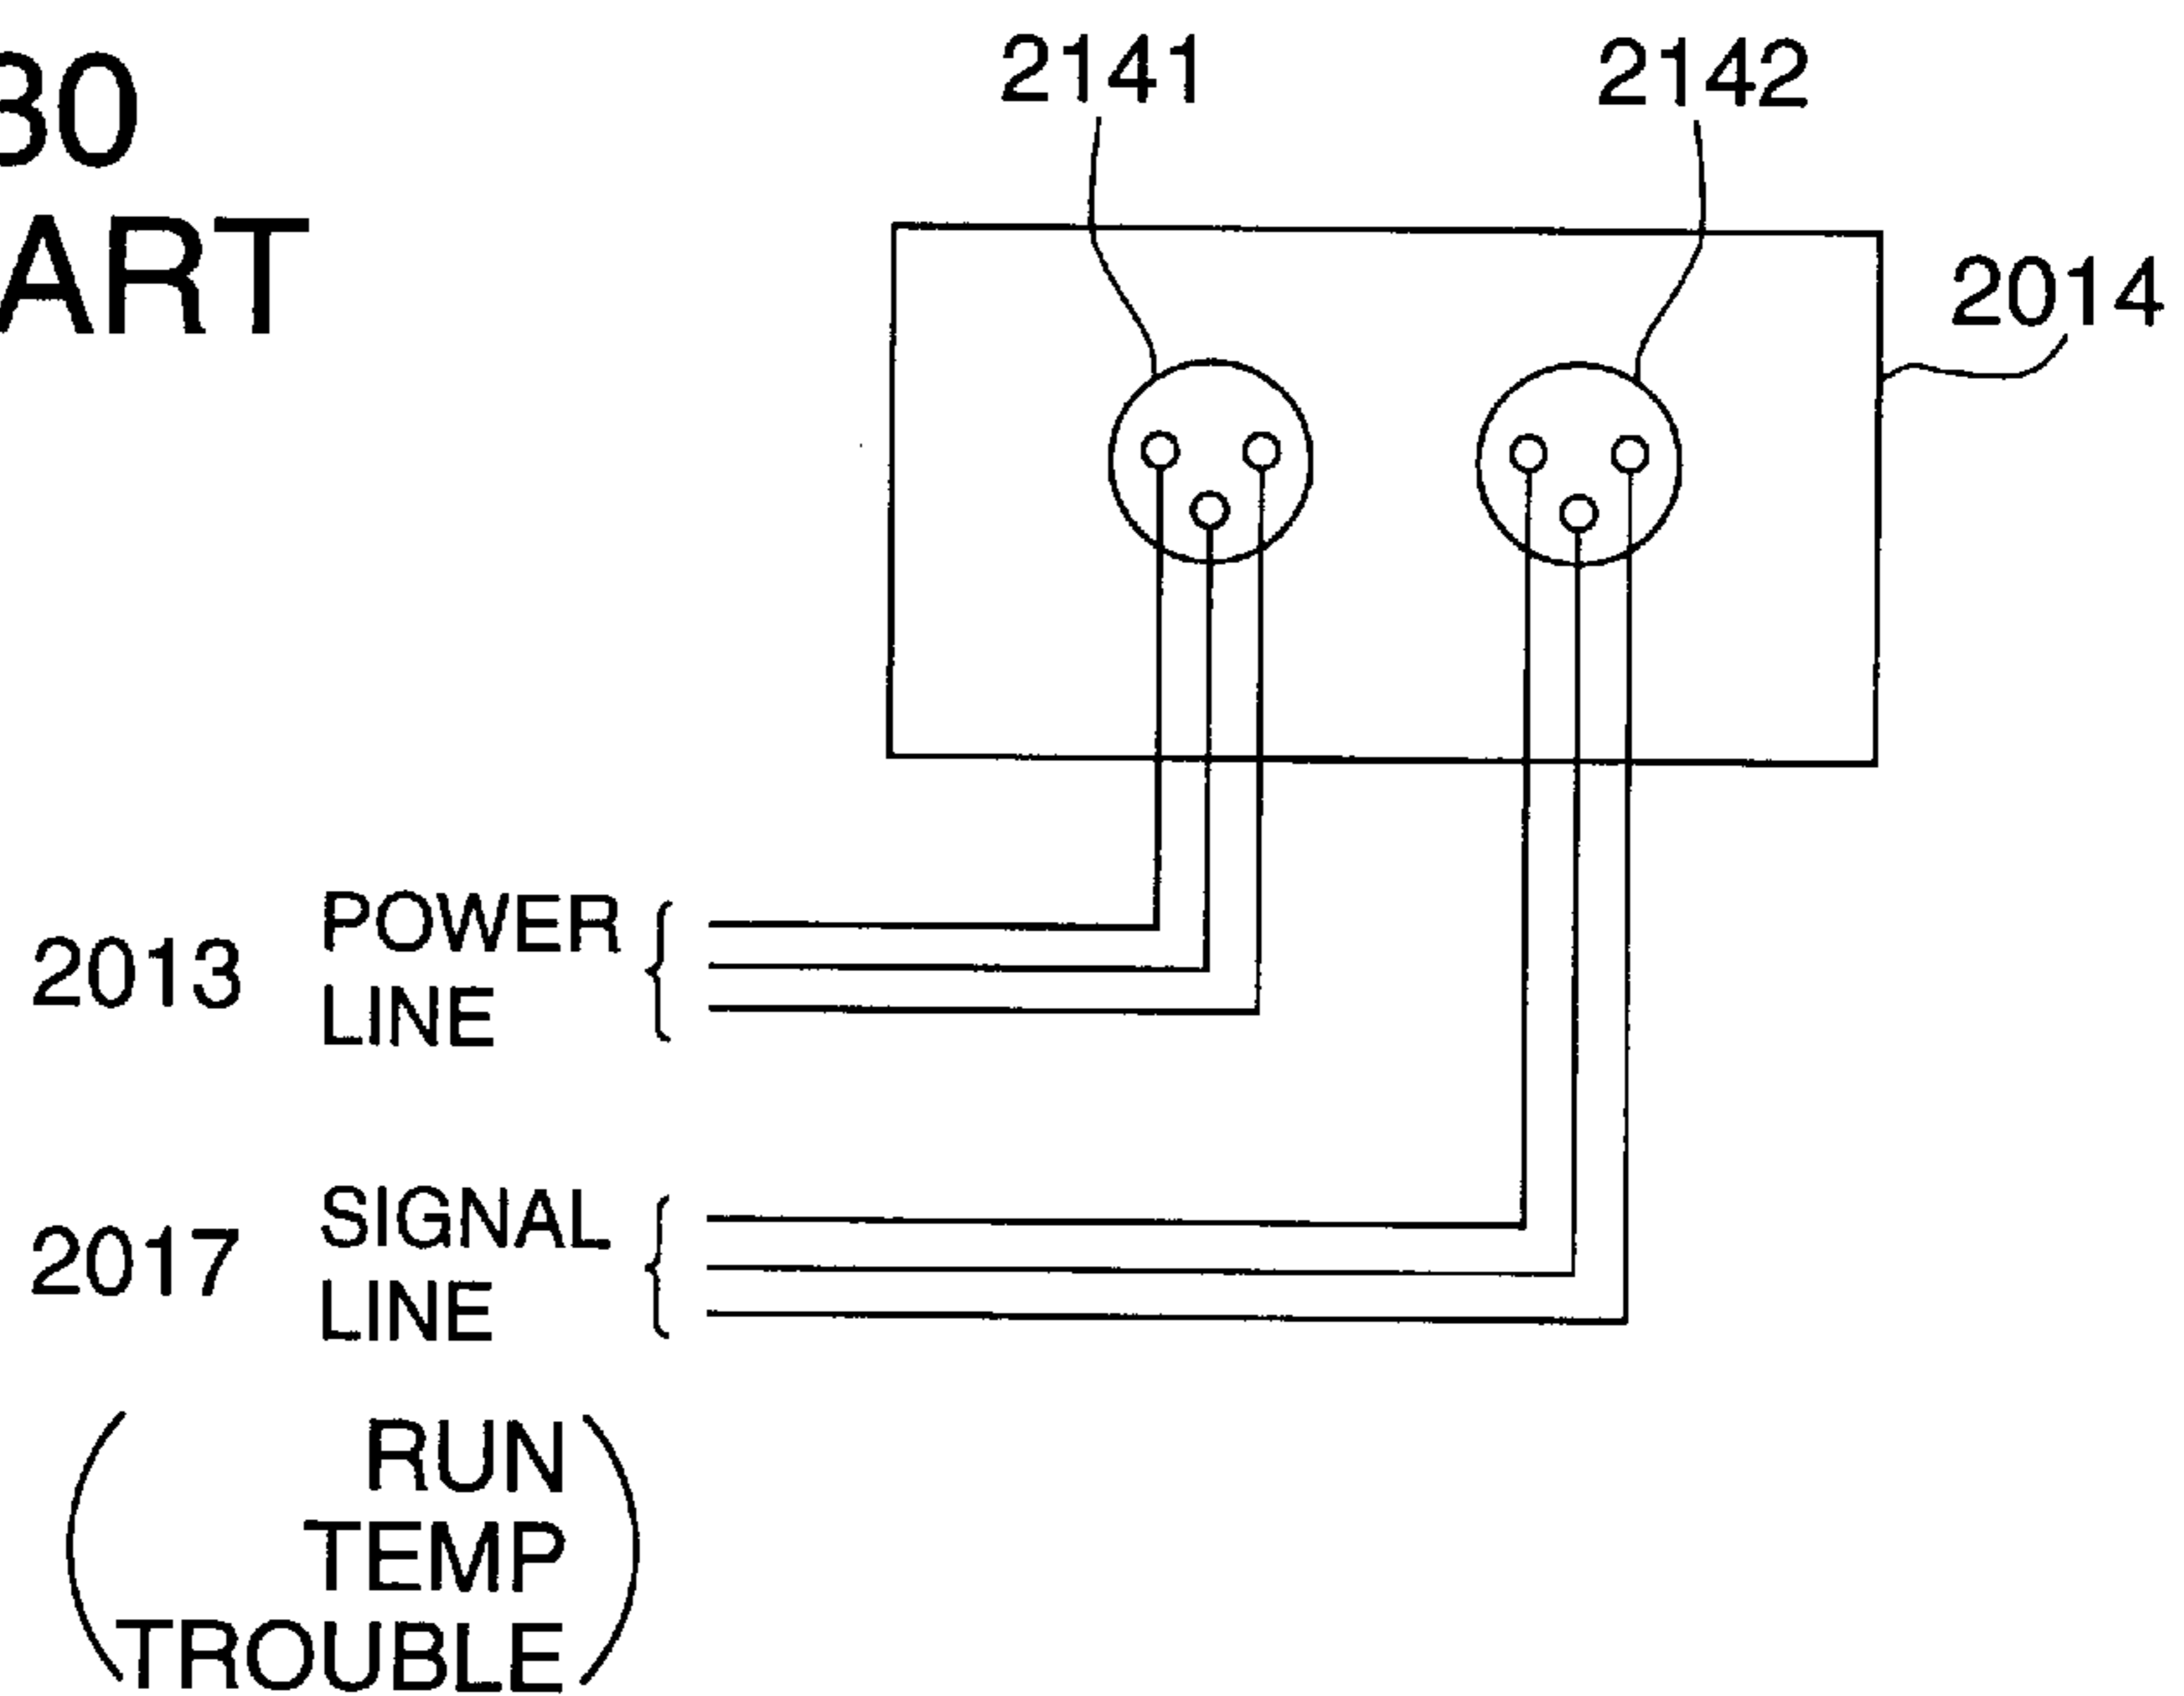 30
ART
2141
2142
2014
2013
POWER
LINE
2017
SIGNAL
LINE
RUN
TEMP
TROUBLE